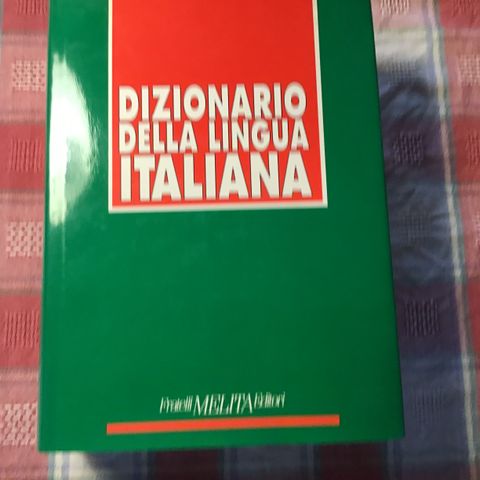 DIZIONARIO
DELLA LINGUA
ITALIANA
Fratelli MELITA Editori